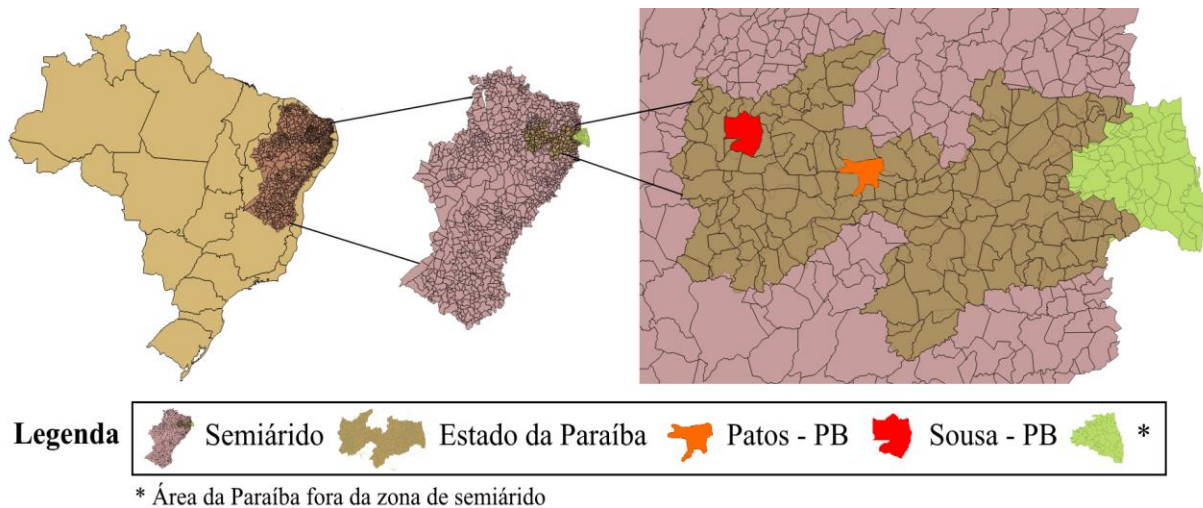 Legenda Semiárido Estado da Paraíba Patos - PB Sousa - PB *
* Área da Paraíba fora da zona de semiárido